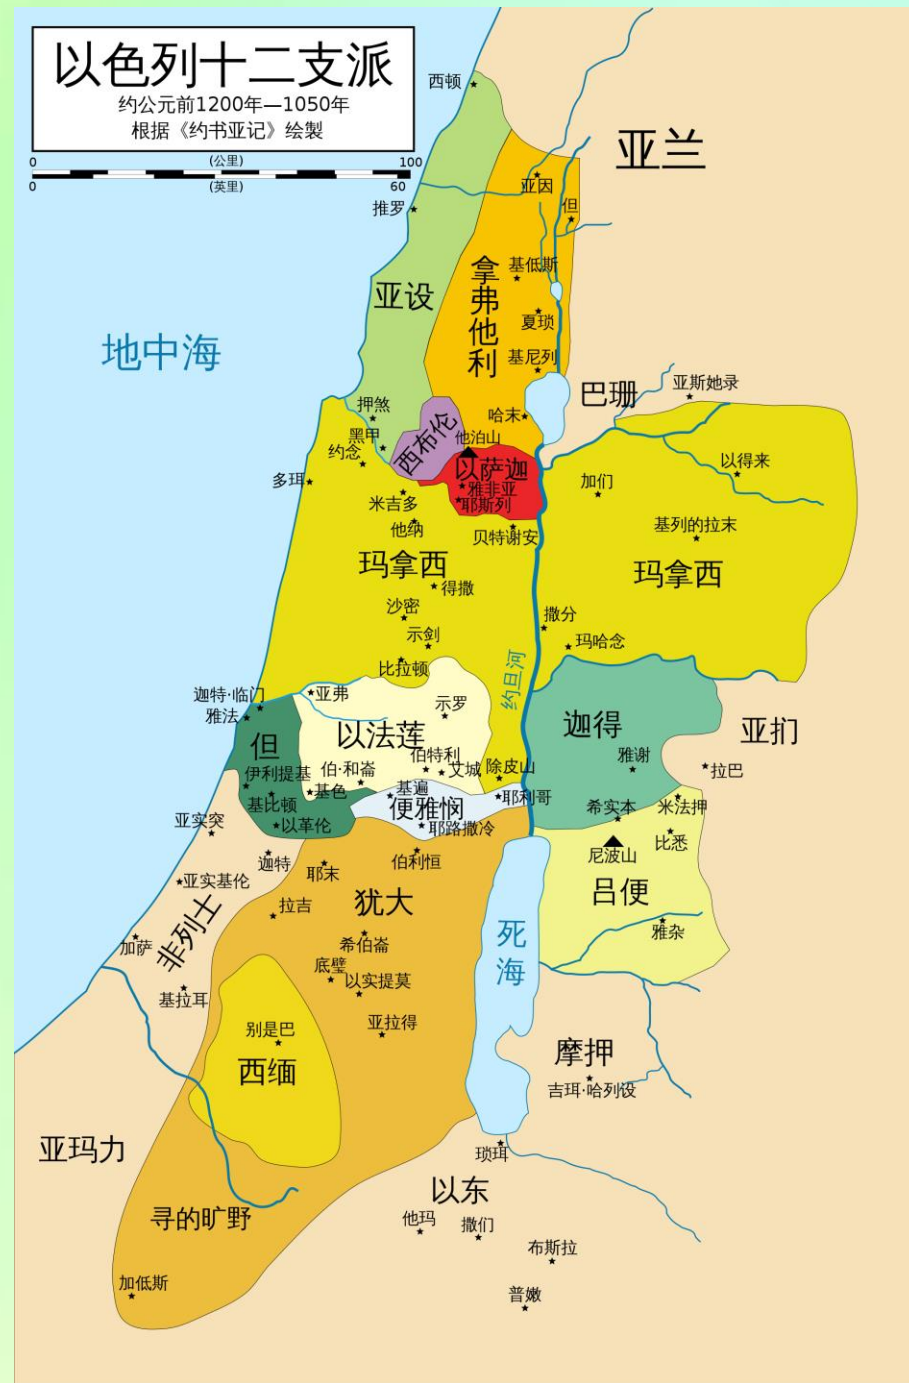 以色列十二支派
约公元前1200年—1050年
根据《约书亚记》绘製
0 (公里) 100
0 (英里) 60
西顿
亚兰
亚因
推罗
但
拿弗他利
基低斯
亚设
夏琐
地中海
基尼列
巴珊
亚斯她录
押煞
哈末
西布伦
黑甲
他泊山
约念
以萨迦
以得来
多珥
雅非亚
加们
米吉多
耶斯列
他纳
贝特谢安
基列的拉末
玛拿西
玛拿西
得撒
沙密
撒分
示剑
玛哈念
比拉顿
约旦河
迦特·临门
亚弗
雅法
示罗
迦得
亚扪
但
以法莲
伯特利
雅谢
伊利提基
伯·和崙
艾城
除皮山
拉巴
基色
基遍
耶利哥
基比顿
便雅悯
希实本
米法押
亚实突
以革伦
耶路撒冷
比悉
迦特
伯利恒
尼波山
耶末
亚实基伦
吕便
拉吉
犹大
非列士
死海
雅杂
加萨
希伯崙
底璧
以实提莫
基拉耳
亚拉得
别是巴
摩押
西缅
吉珥·哈列设
亚玛力
琐珥
以东
寻的旷野
他玛
撒们
布斯拉
加低斯
普嫩